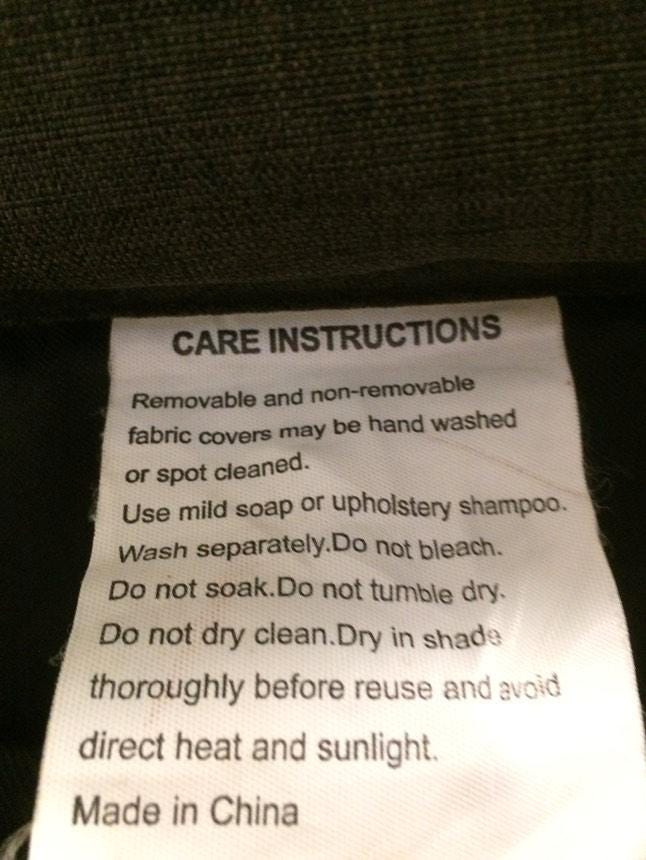 CARE INSTRUCTIONS
Removable and non-removable
fabric covers may be hand washed
or spot cleaned.
Use mild soap or upholstery shampoo.
Wash separately.Do not bleach.
Do not soak.Do not tumble dry.
Do not dry clean.Dry in shade
thoroughly before reuse and avoid
direct heat and sunlight.
Made in China